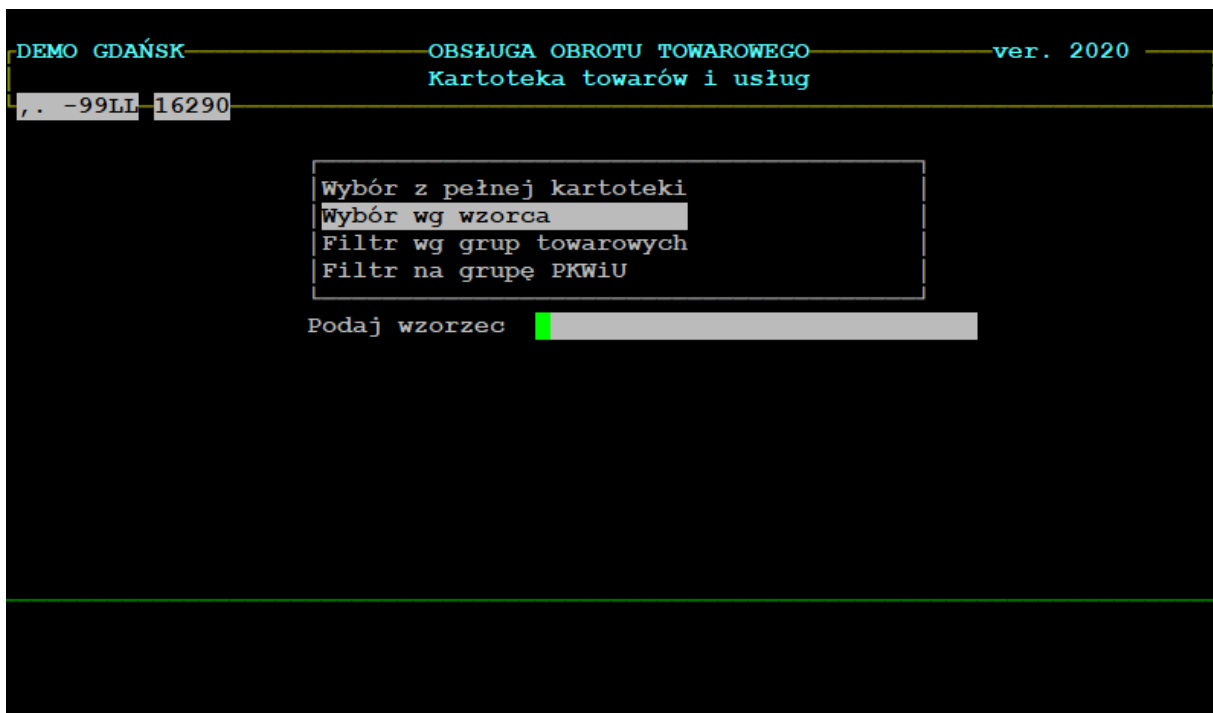 DEMO GDAŃSK OBSŁUGA OBROTU TOWAROWEGO ver. 2020
Kartoteka towarów i usług
,. -99LL 16290
Wybór z pełnej kartoteki
Wybór wg wzorca
Filtr wg grup towarowych
Filtr na grupę PKWiU
Podaj wzorzec